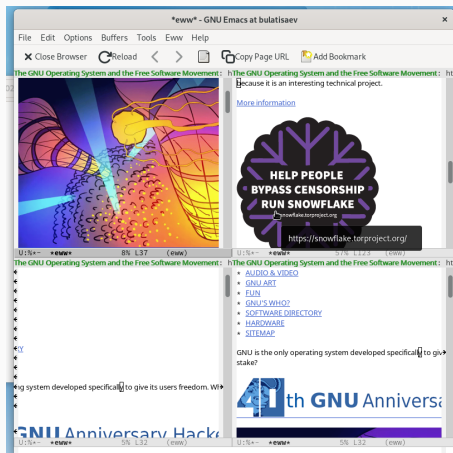 *eww* - GNU Emacs at bulatisaev
File Edit Options Buffers Tools Eww Help
Close Browser Reload Copy Page URL Add Bookmark
The GNU Operating System and the Free Software Movement: h
U:%*- *eww* 8% L37 (eww)
The GNU Operating System and the Free Software Movement: ht
Because it is an interesting technical project.
More information
HELP PEOPLE
BYPASS CENSORSHIP
RUN SNOWFLAKE
snowflake.torproject.org
https://snowflake.torproject.org/
U:%*- *eww* 57% L123 (eww)
The GNU Operating System and the Free Software Movement: h
ng system developed specifically to give its users freedom. Wh
GNU Anniversary Hacke
U:%*- *eww* 5% L32 (eww)
The GNU Operating System and the Free Software Movement: ht
* AUDIO & VIDEO
* GNU ART
* FUN
* GNU'S WHO?
* SOFTWARE DIRECTORY
* HARDWARE
* SITEMAP
GNU is the only operating system developed specifically to giv
stake?
40th GNU Anniversa
U:%*- *eww* 5% L32 (eww)